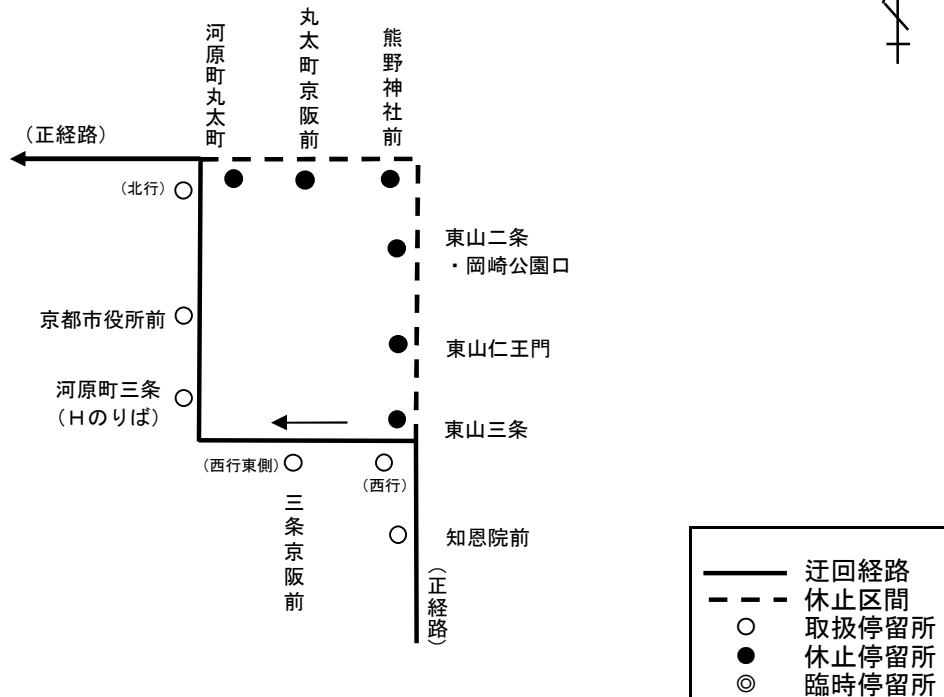 河原町丸太町
丸太町京阪前
熊野神社前
（正経路）
（北行）
東山二条
・岡崎公園口
京都市役所前
東山仁王門
河原町三条
（Ｈのりば）
東山三条
（西行東側）
（西行）
三条京阪前
知恩院前
（正経路）
迂回経路
休止区間
取扱停留所
休止停留所
臨時停留所